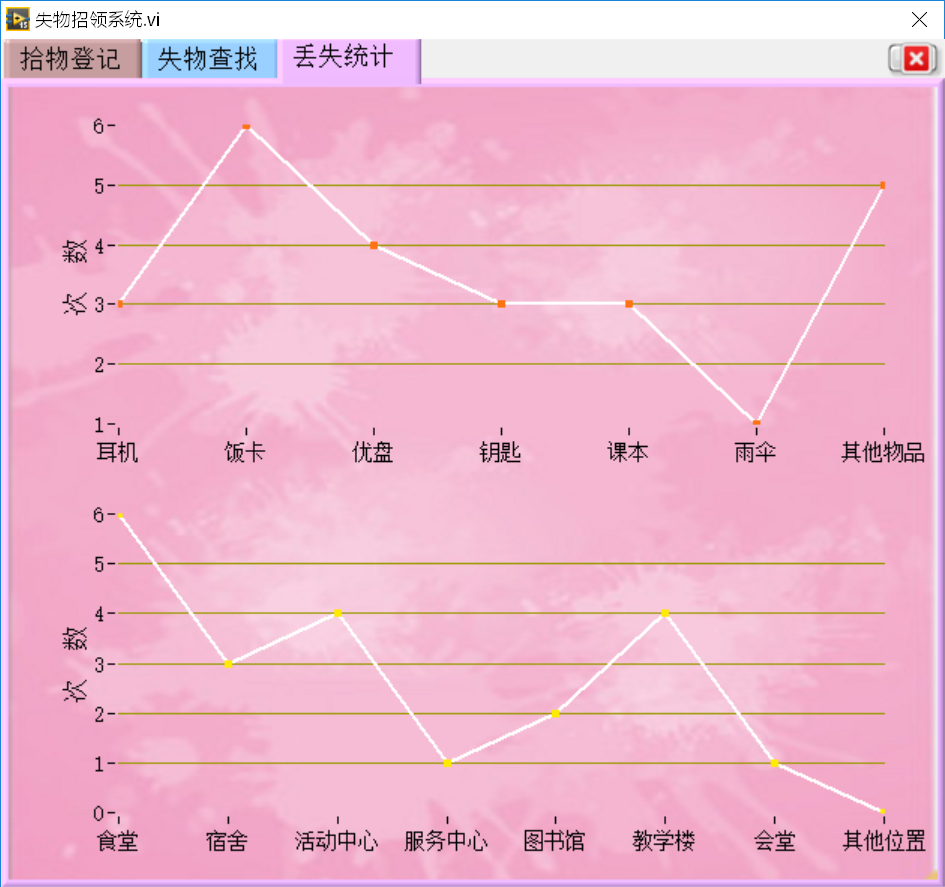 失物招领系统.vi
拾物登记 失物查找 丢失统计
次 数
6
5
4
3
2
1
耳机 饭卡 优盘 钥匙 课本 雨伞 其他物品
次 数
6
5
4
3
2
1
0
食堂 宿舍 活动中心 服务中心 图书馆 教学楼 会堂 其他位置